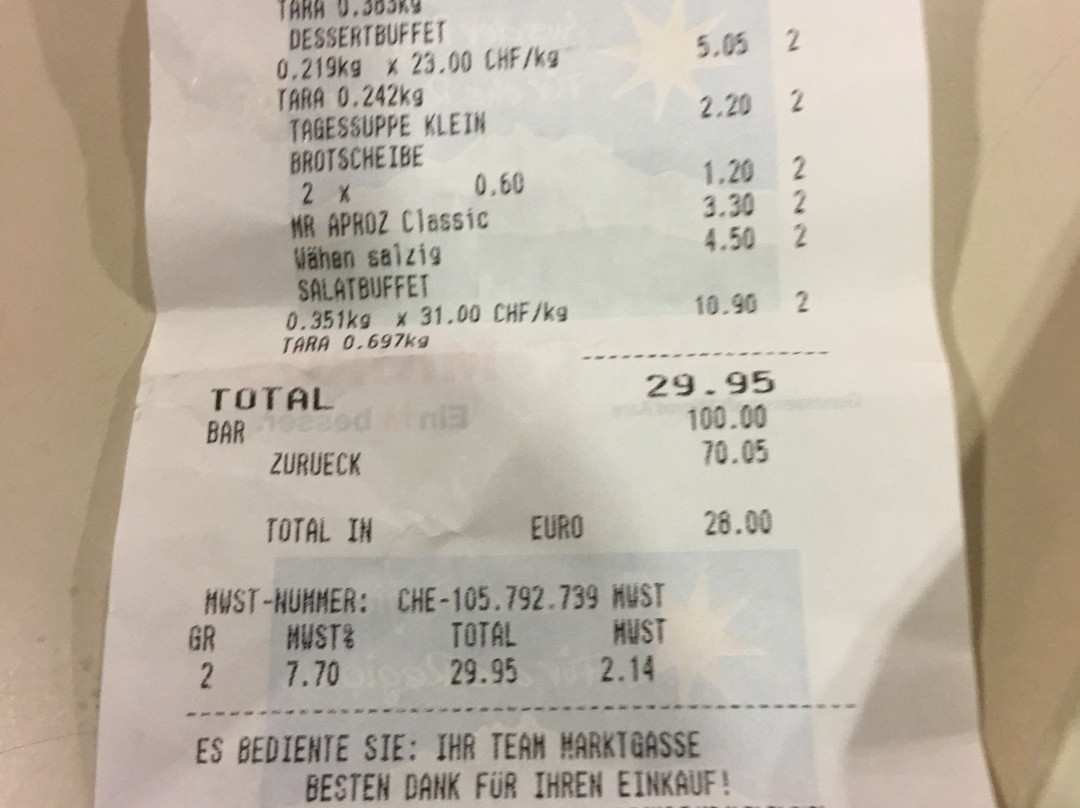 TARA 0.383kg
DESSERTBUFFET
0.219kg x 23.00 CHF/kg 5.05 2
TARA 0.242kg
TAGESSUPPE KLEIN 2.20 2
BROTSCHEIBE
2 x 0.60 1.20 2
MR APROZ Classic 3.30 2
Wähen salzig 4.50 2
SALATBUFFET
0.351kg x 31.00 CHF/kg 10.90 2
TARA 0.697kg
TOTAL 29.95
BAR 100.00
ZURUECK 70.05
TOTAL IN EURO 28.00
MWST-NUMMER: CHE-105.792.739 MWST
GR MWST% TOTAL MWST
2 7.70 29.95 2.14
ES BEDIENTE SIE: IHR TEAM MARKTGASSE
BESTEN DANK FÜR IHREN EINKAUF!